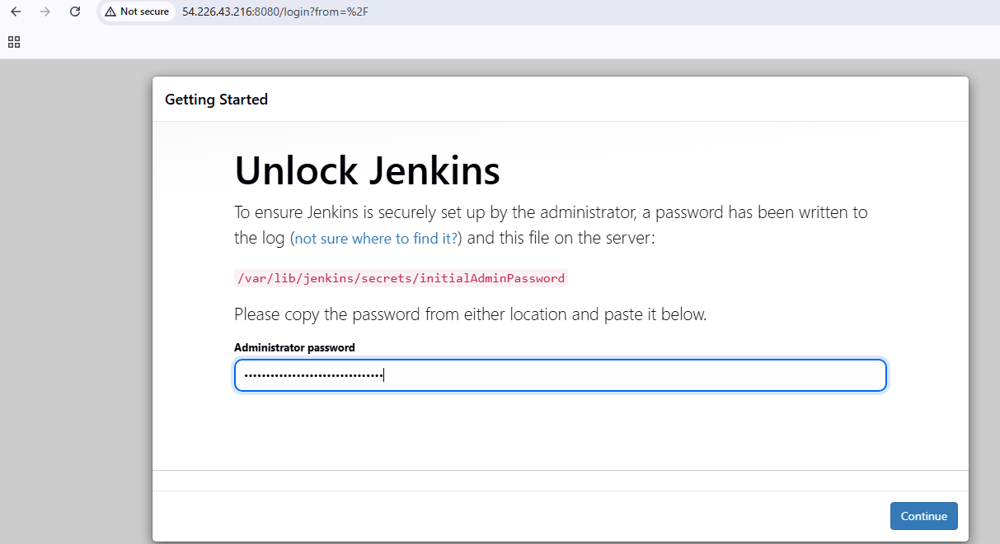 Not secure 54.226.43.216:8080/login?from=%2F
Getting Started
Unlock Jenkins
To ensure Jenkins is securely set up by the administrator, a password has been written to
the log (not sure where to find it?) and this file on the server:
/var/lib/jenkins/secrets/initialAdminPassword
Please copy the password from either location and paste it below.
Administrator password
Continue